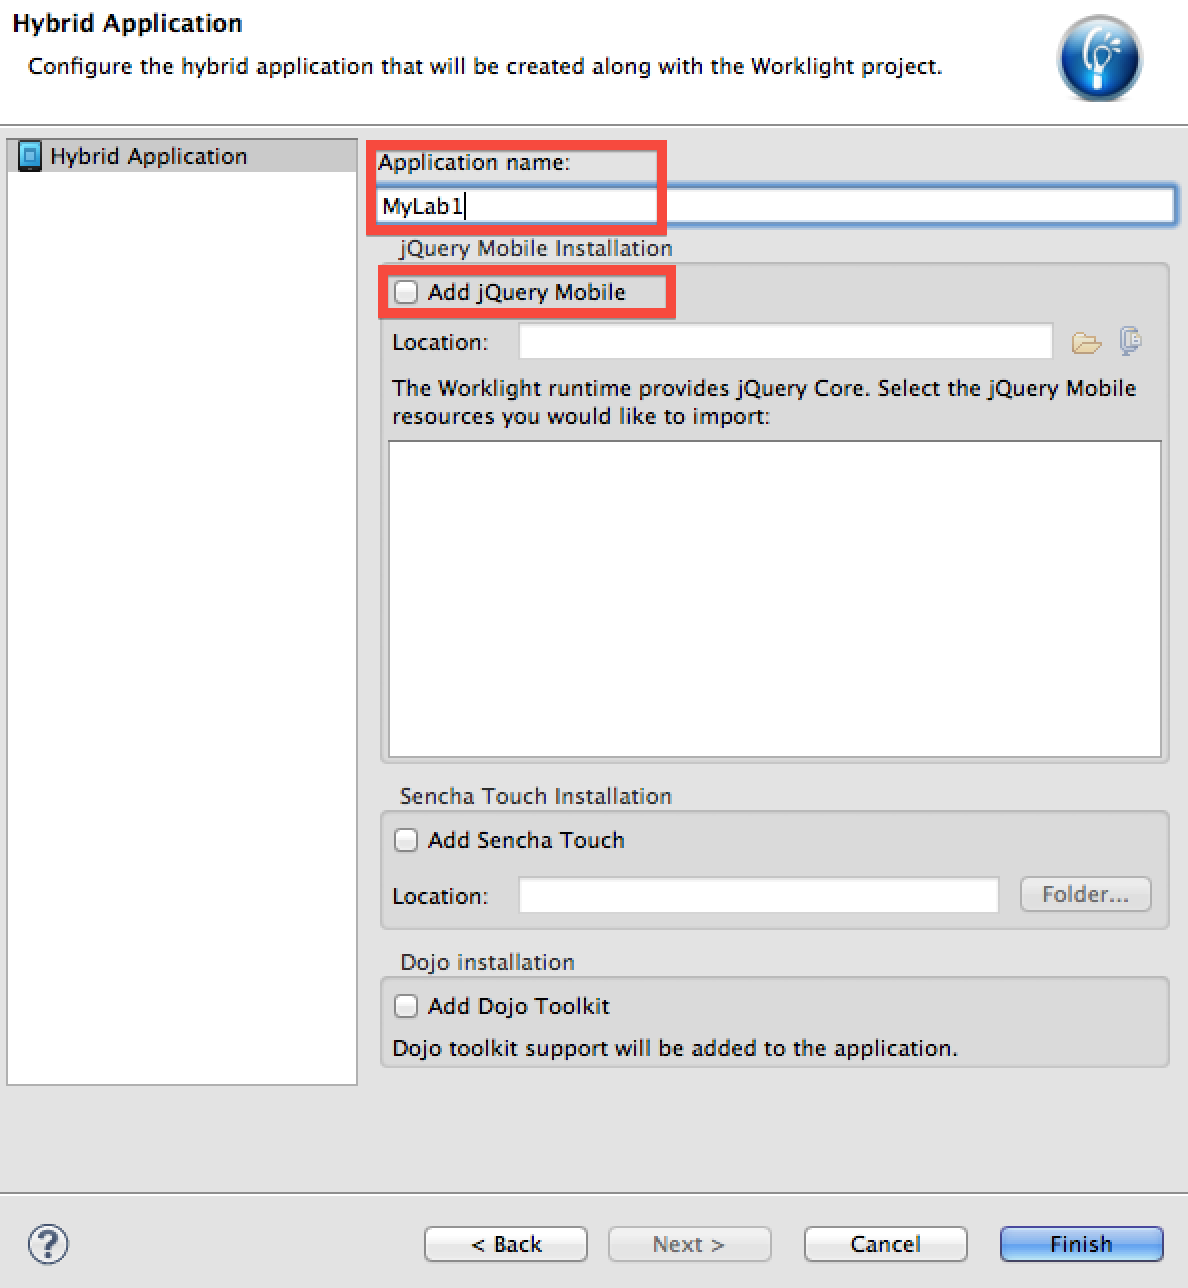 Hybrid Application
Configure the hybrid application that will be created along with the Worklight project.
Hybrid Application
Application name:
MyLab1
jQuery Mobile Installation
Add jQuery Mobile
Location:
The Worklight runtime provides jQuery Core. Select the jQuery Mobile
resources you would like to import:
Sencha Touch Installation
Add Sencha Touch
Location:
Folder...
Dojo installation
Add Dojo Toolkit
Dojo toolkit support will be added to the application.
?
< Back
Next >
Cancel
Finish